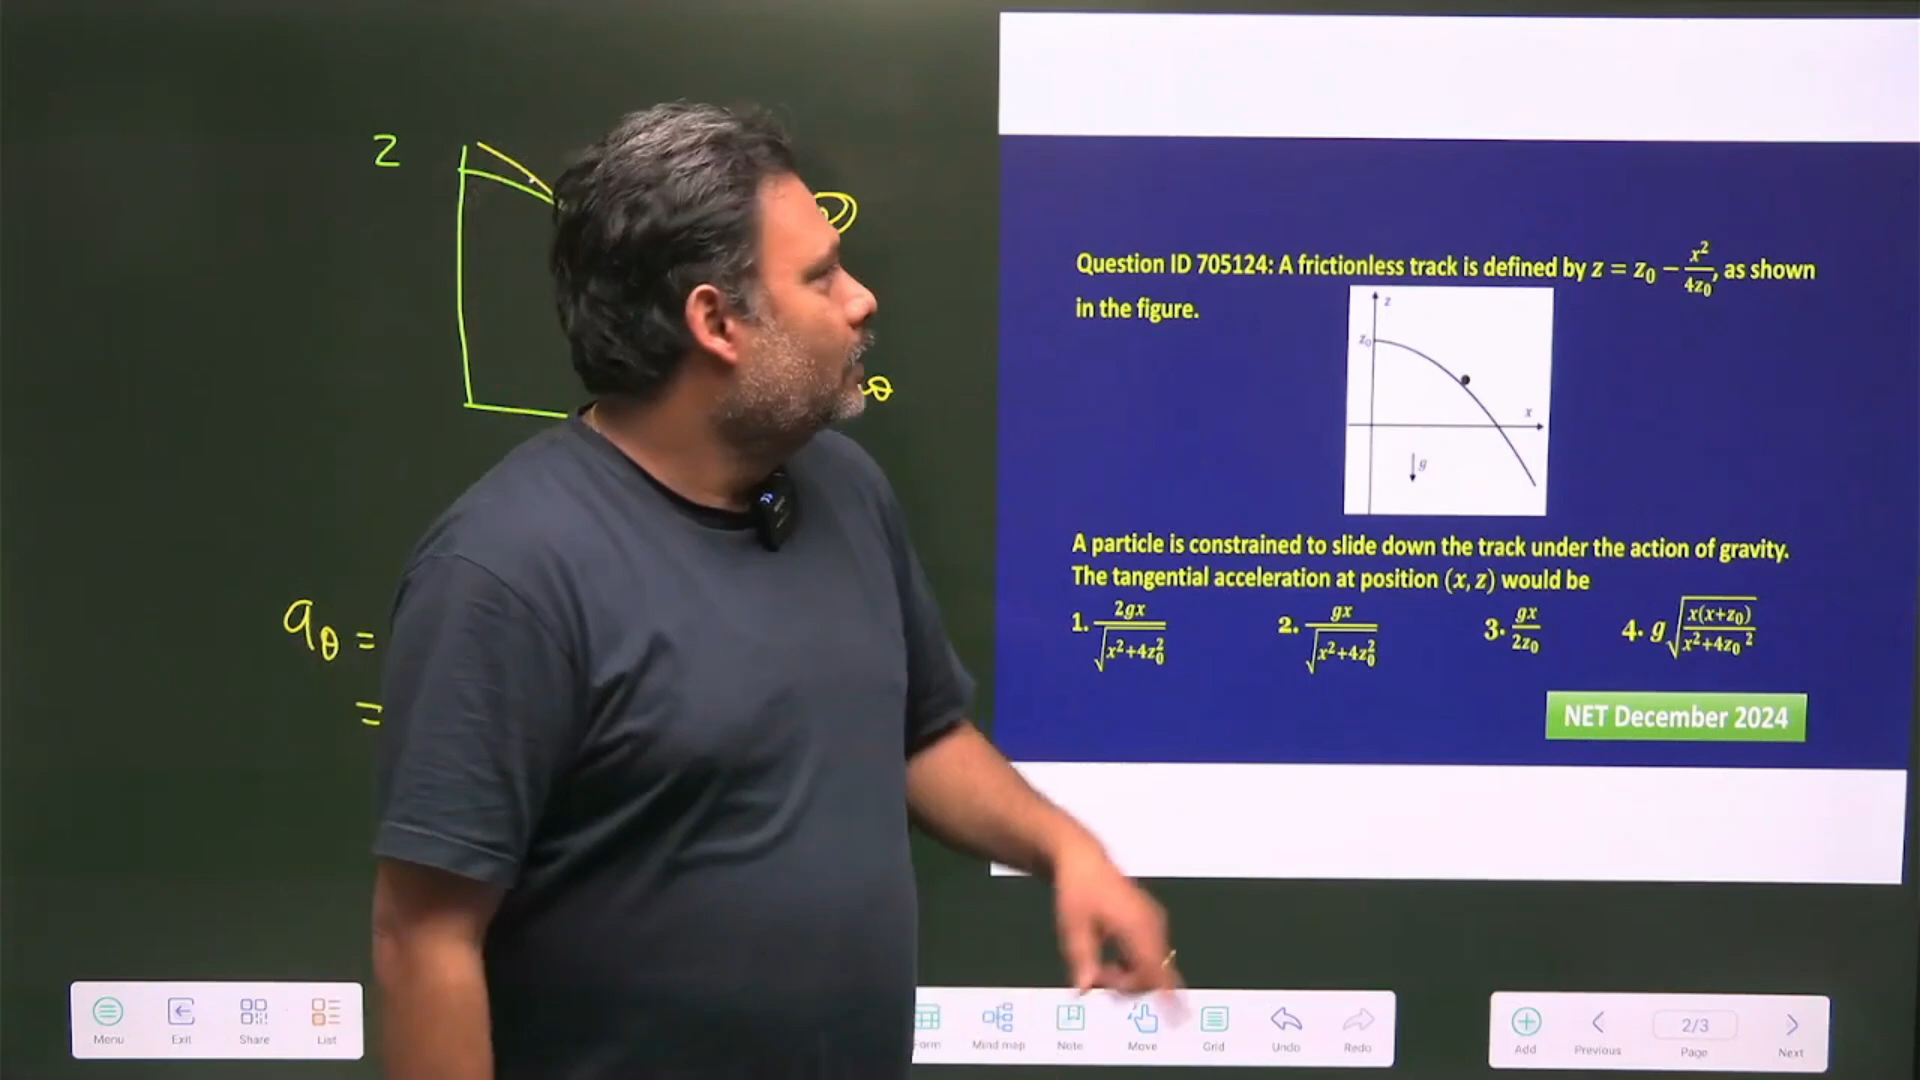 z
θ
a_θ =
=
Question ID 705124: A frictionless track is defined by z = z₀ − x²/4z₀, as shown
in the figure.
z
z₀
x
g
A particle is constrained to slide down the track under the action of gravity.
The tangential acceleration at position (x, z) would be
1. 2gx/√(x²+4z₀²) 2. gx/√(x²+4z₀²) 3. gx/2z₀ 4. g√(x(x+z₀)/(x²+4z₀²))
NET December 2024
Menu Exit Share List Mind map Note Move Grid Undo Redo Add Previous 2/3 Page Next